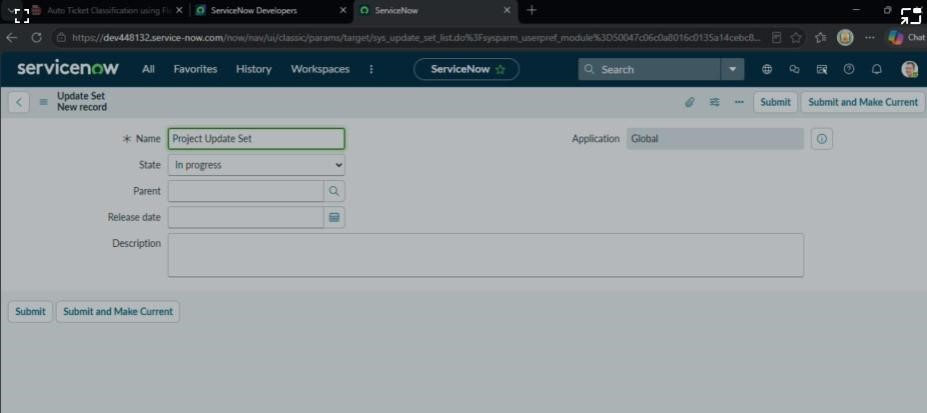 Auto Ticket Classification using Fl
ServiceNow Developers
ServiceNow
https://dev448132.service-now.com/now/nav/ui/classic/params/target/sys_update_set_list.do%3Fsysparm_userpref_module%3D50047c06c0a8016c0135a14cebc8...
Chat
servicenow
All
Favorites
History
Workspaces
ServiceNow
Search
Update Set
New record
Submit
Submit and Make Current
Name
Project Update Set
Application
Global
State
In progress
Parent
Release date
Description
Submit
Submit and Make Current